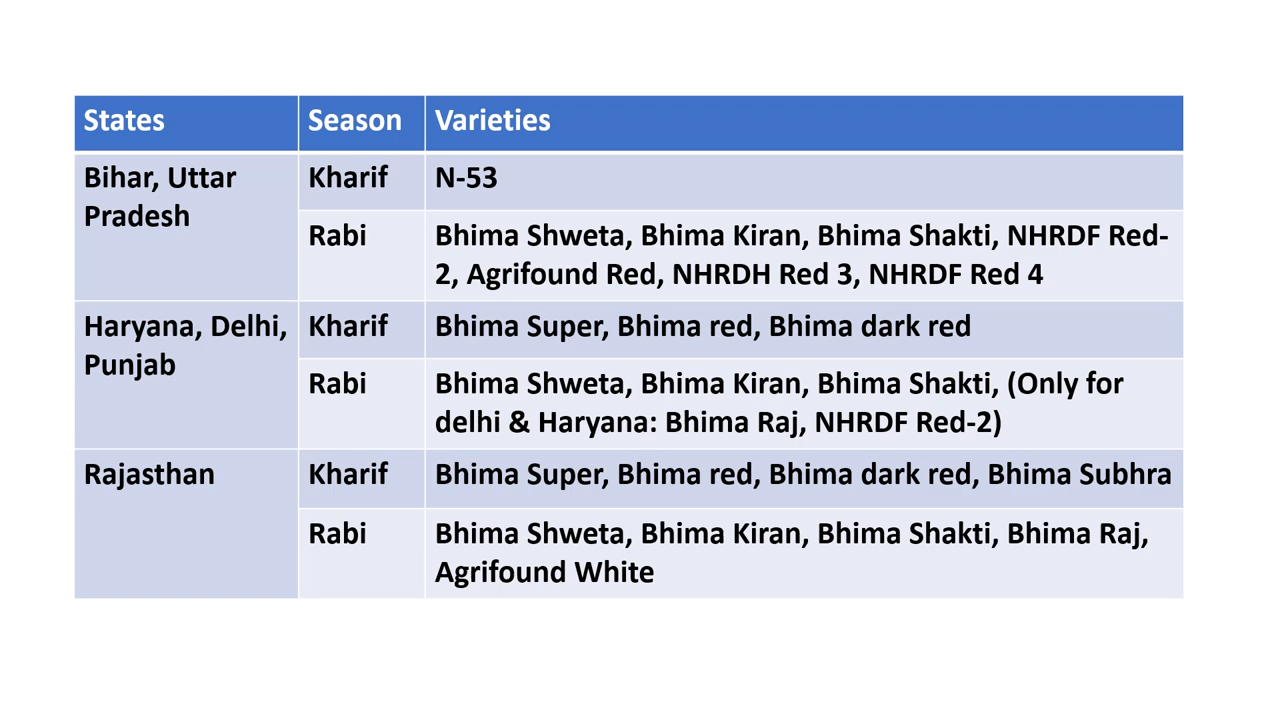 States Season Varieties
Bihar, Uttar Pradesh Kharif N-53
Rabi Bhima Shweta, Bhima Kiran, Bhima Shakti, NHRDF Red-
2, Agrifound Red, NHRDH Red 3, NHRDF Red 4
Haryana, Delhi, Punjab Kharif Bhima Super, Bhima red, Bhima dark red
Rabi Bhima Shweta, Bhima Kiran, Bhima Shakti, (Only for
delhi & Haryana: Bhima Raj, NHRDF Red-2)
Rajasthan Kharif Bhima Super, Bhima red, Bhima dark red, Bhima Subhra
Rabi Bhima Shweta, Bhima Kiran, Bhima Shakti, Bhima Raj,
Agrifound White